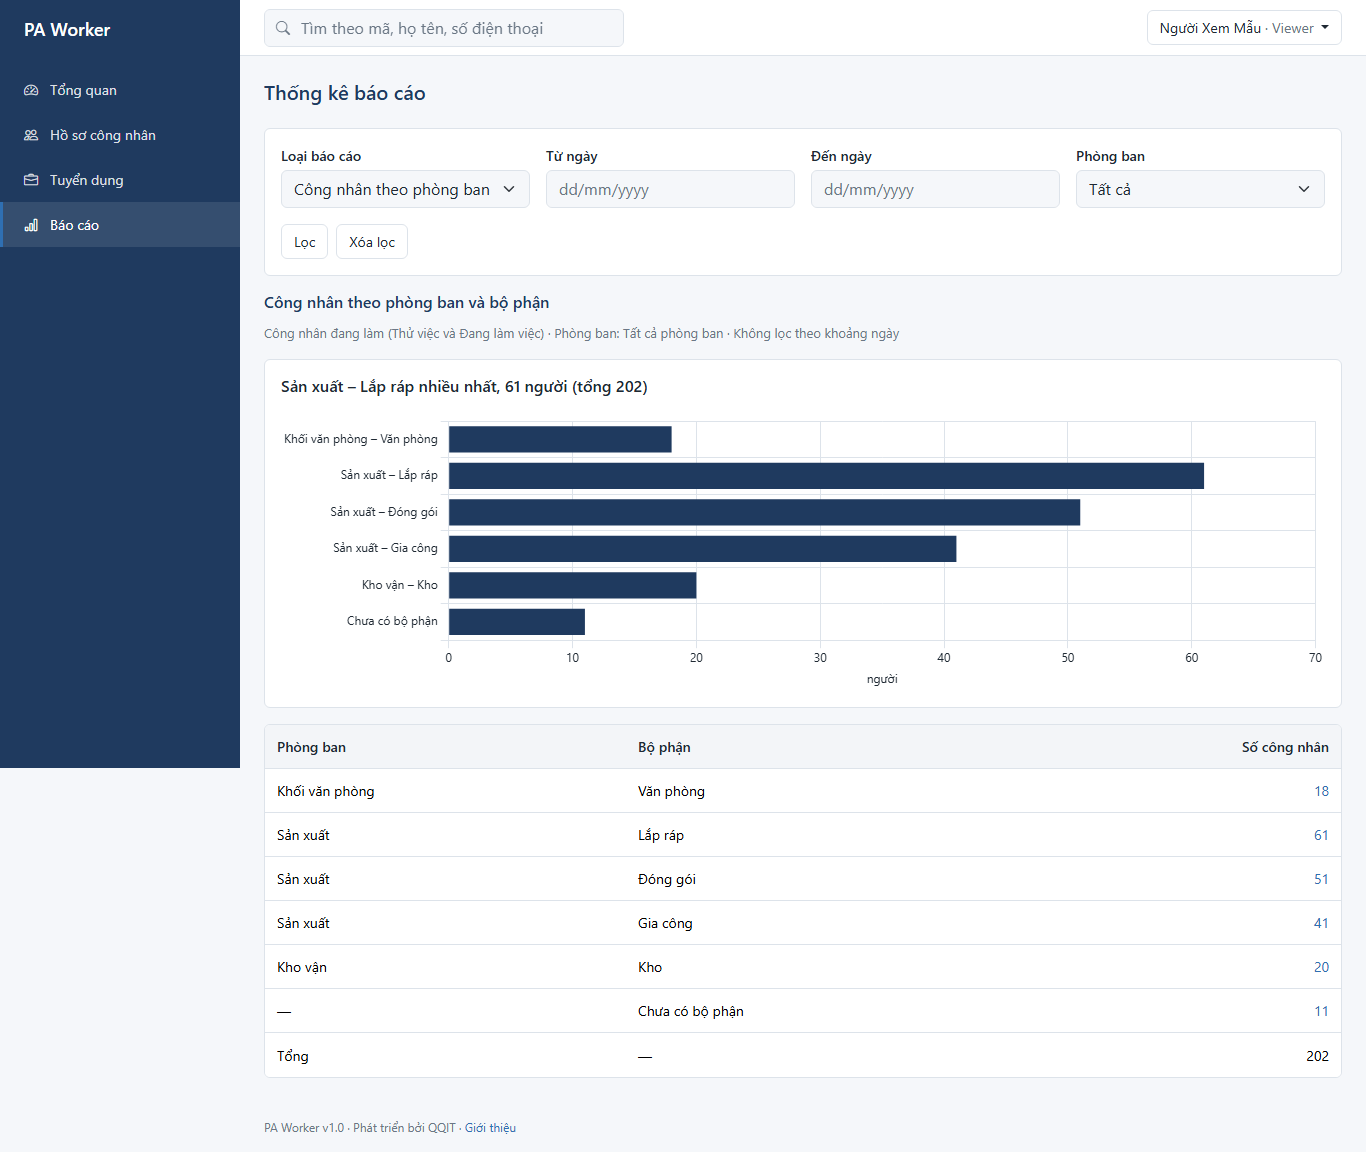 PA Worker
Tìm theo mã, họ tên, số điện thoại
Người Xem Mẫu · Viewer
Tổng quan
Hồ sơ công nhân
Tuyển dụng
Báo cáo
Thống kê báo cáo
Loại báo cáo
Từ ngày
Đến ngày
Phòng ban
Công nhân theo phòng ban
dd/mm/yyyy
dd/mm/yyyy
Tất cả
Lọc
Xóa lọc
Công nhân theo phòng ban và bộ phận
Công nhân đang làm (Thử việc và Đang làm việc) · Phòng ban: Tất cả phòng ban · Không lọc theo khoảng ngày
Sản xuất – Lắp ráp nhiều nhất, 61 người (tổng 202)
Khối văn phòng – Văn phòng
Sản xuất – Lắp ráp
Sản xuất – Đóng gói
Sản xuất – Gia công
Kho vận – Kho
Chưa có bộ phận
0 10 20 30 40 50 60 70
người
Phòng ban Bộ phận Số công nhân
Khối văn phòng Văn phòng 18
Sản xuất Lắp ráp 61
Sản xuất Đóng gói 51
Sản xuất Gia công 41
Kho vận Kho 20
— Chưa có bộ phận 11
Tổng — 202
PA Worker v1.0 · Phát triển bởi QQIT · Giới thiệu